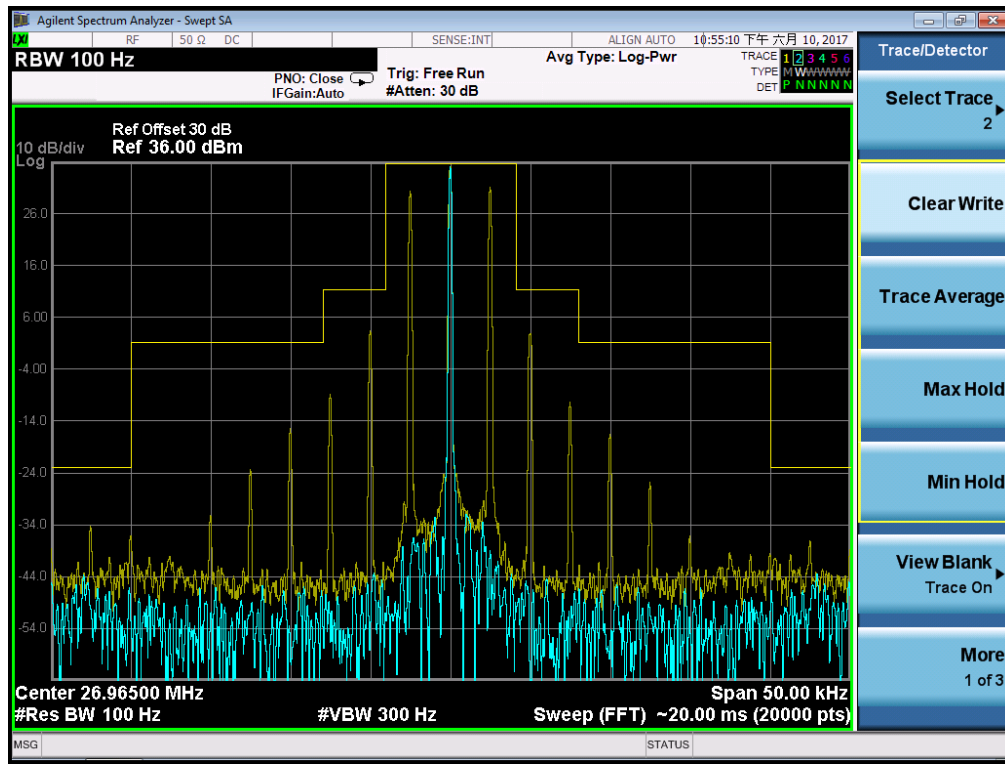 Agilent Spectrum Analyzer - Swept SA
LXI RF 50 Ω DC SENSE:INT ALIGN AUTO 10:55:10 下午 六月 10, 2017
RBW 100 Hz
PNO: Close
IFGain:Auto
Trig: Free Run
#Atten: 30 dB
Avg Type: Log-Pwr
TRACE 1 2 3 4 5 6
TYPE M W W W W W
DET P N N N N N
Ref Offset 30 dB
10 dB/div Ref 36.00 dBm
Log
26.0
16.0
6.00
-4.00
-14.0
-24.0
-34.0
-44.0
-54.0
Center 26.96500 MHz Span 50.00 kHz
#Res BW 100 Hz #VBW 300 Hz Sweep (FFT) ~20.00 ms (20000 pts)
MSG STATUS
Trace/Detector
Select Trace
2
Clear Write
Trace Average
Max Hold
Min Hold
View Blank
Trace On
More
1 of 3